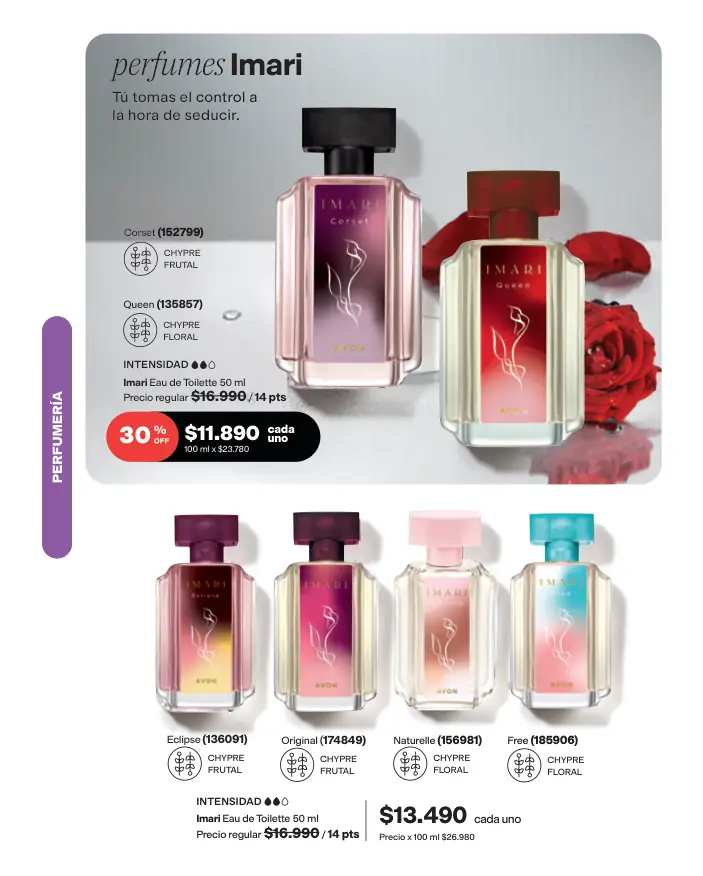 perfumes Imari
Tú tomas el control a
la hora de seducir.
IMARI
Corset
AVON
IMARI
Queen
AVON
Corset (152799)
CHYPRE
FRUTAL
Queen (135857)
CHYPRE
FLORAL
INTENSIDAD
Imari Eau de Toilette 50 ml
Precio regular $16.990 / 14 pts
30 % OFF
$11.890 cada uno
100 ml x $23.780
PERFUMERÍA
IMARI
Eclipse
AVON
IMARI
AVON
IMARI
AVON
IMARI
AVON
Eclipse (136091)
CHYPRE
FRUTAL
Original (174849)
CHYPRE
FRUTAL
Naturelle (156981)
CHYPRE
FLORAL
Free (185906)
CHYPRE
FLORAL
INTENSIDAD
Imari Eau de Toilette 50 ml
Precio regular $16.990 / 14 pts
$13.490 cada uno
Precio x 100 ml $26.980